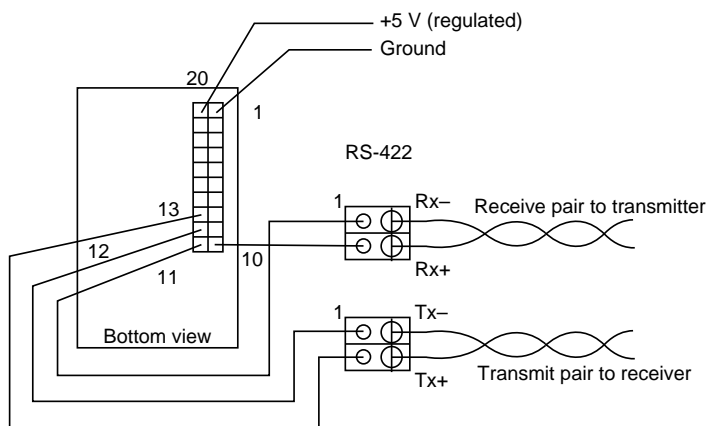 +5 V (regulated)
Ground
20
1
RS-422
1
Rx–
Receive pair to transmitter
13
12
10
Rx+
11
1
Tx–
Bottom view
Transmit pair to receiver
Tx+